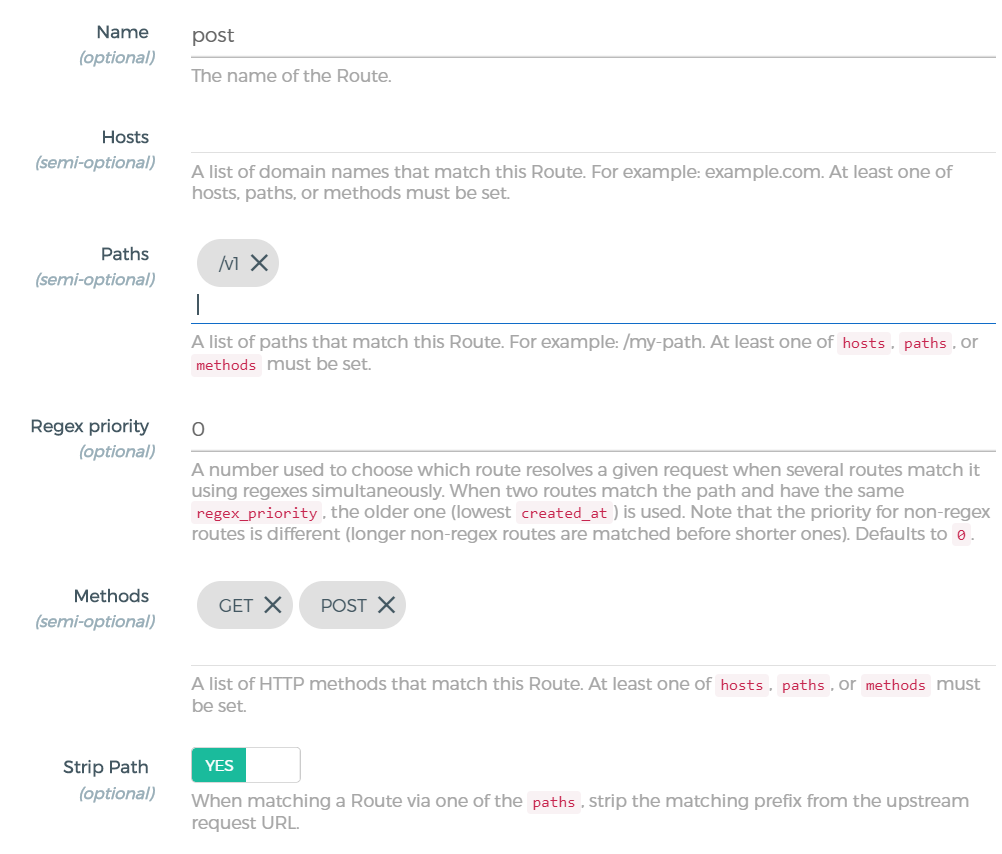 Name
(optional)
post
The name of the Route.
Hosts
(semi-optional)
A list of domain names that match this Route. For example: example.com. At least one of
hosts, paths, or methods must be set.
Paths
(semi-optional)
/v1
A list of paths that match this Route. For example: /my-path. At least one of hosts, paths, or
methods must be set.
Regex priority
(optional)
0
A number used to choose which route resolves a given request when several routes match it
using regexes simultaneously. When two routes match the path and have the same
regex_priority, the older one (lowest created_at) is used. Note that the priority for non-regex
routes is different (longer non-regex routes are matched before shorter ones). Defaults to 0.
Methods
(semi-optional)
GET POST
A list of HTTP methods that match this Route. At least one of hosts, paths, or methods must
be set.
Strip Path
(optional)
YES
When matching a Route via one of the paths, strip the matching prefix from the upstream
request URL.